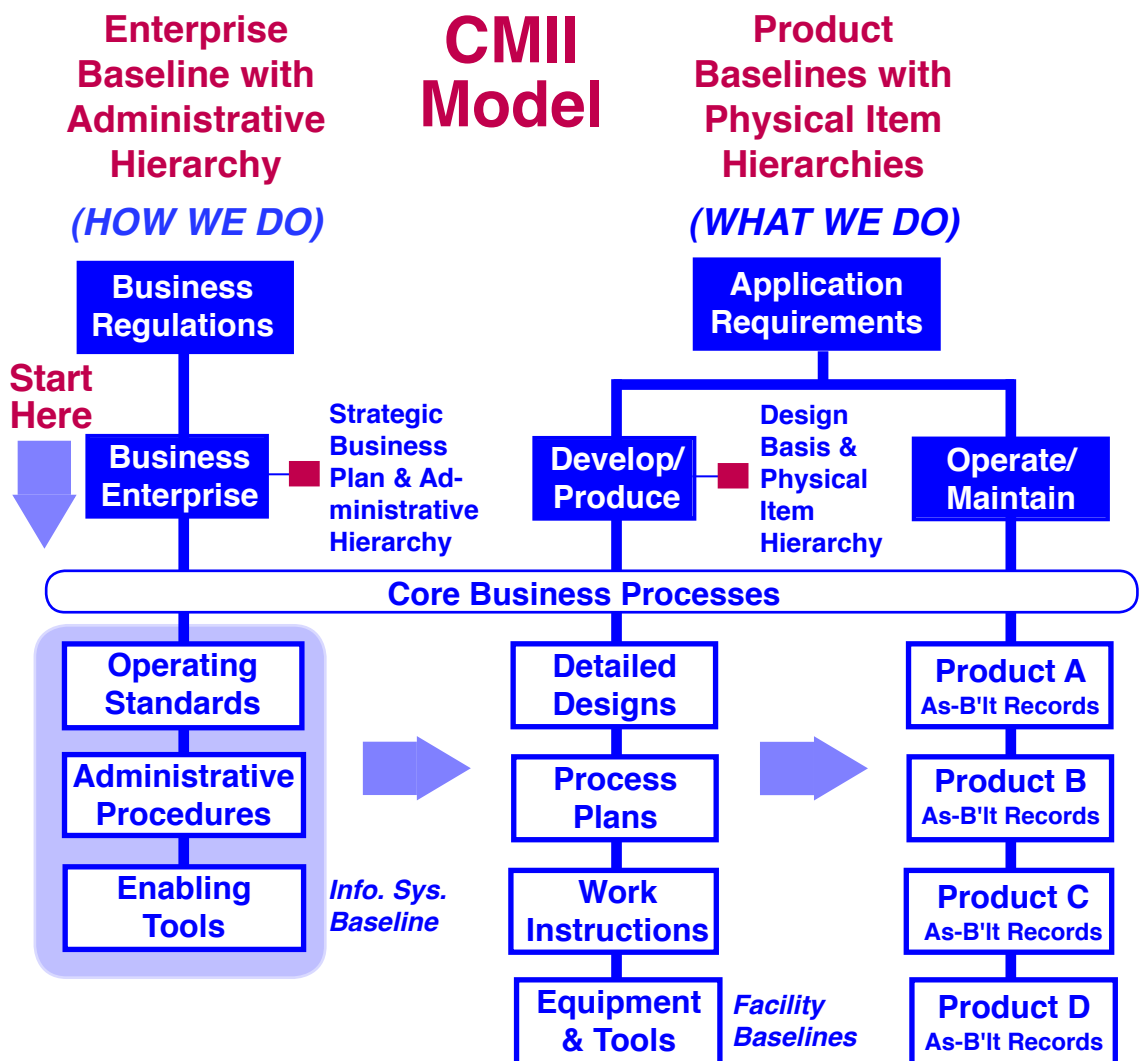 Enterprise
Baseline with
Administrative
Hierarchy
(HOW WE DO)
CMII
Model
Product
Baselines with
Physical Item
Hierarchies
(WHAT WE DO)
Business
Regulations
Application
Requirements
Start
Here
Business
Enterprise
Strategic
Business
Plan & Ad-
ministrative
Hierarchy
Develop/
Produce
Design
Basis &
Physical
Item
Hierarchy
Operate/
Maintain
Core Business Processes
Operating
Standards
Administrative
Procedures
Enabling
Tools
Info. Sys.
Baseline
Detailed
Designs
Process
Plans
Work
Instructions
Equipment
& Tools
Facility
Baselines
Product A
As-B'lt Records
Product B
As-B'lt Records
Product C
As-B'lt Records
Product D
As-B'lt Records